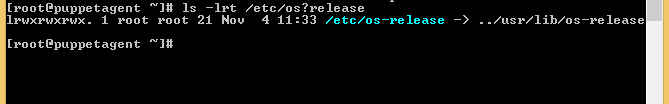 [root@puppetagent ~]# ls -lrt /etc/os?release
lrwxrwxrwx. 1 root root 21 Nov  4 11:33 /etc/os-release -> ../usr/lib/os-release
[root@puppetagent ~]#